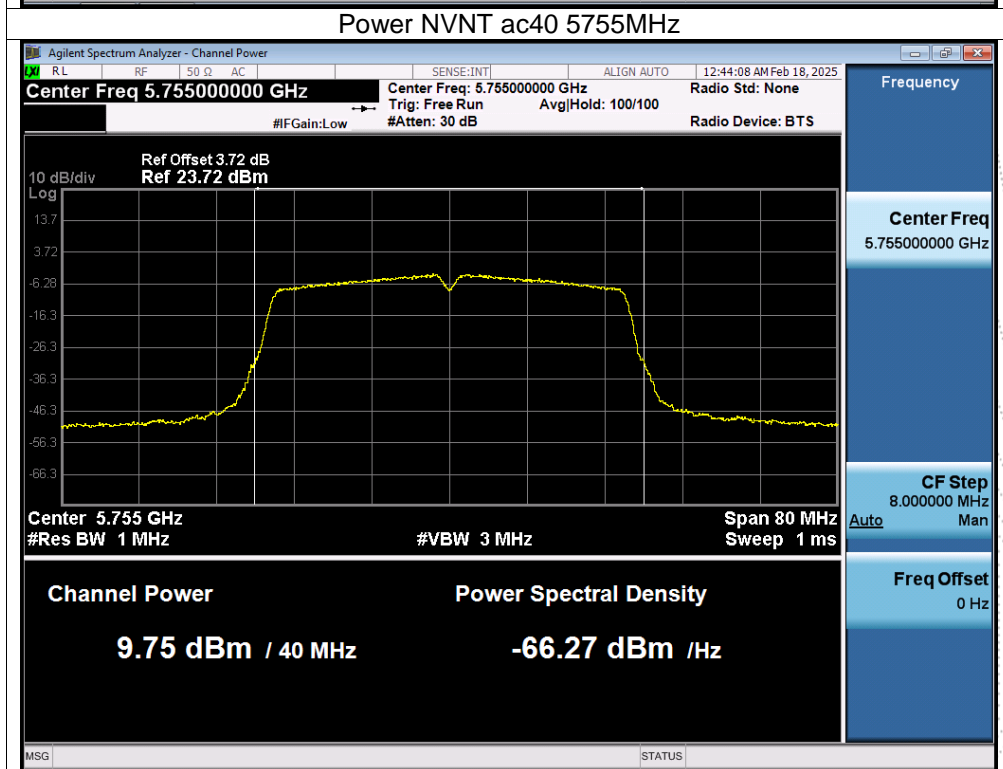 Power NVNT ac40 5755MHz
Agilent Spectrum Analyzer - Channel Power
LXI RL RF 50 Ω AC SENSE:INT ALIGN AUTO 12:44:08 AM Feb 18, 2025
Center Freq 5.755000000 GHz
Center Freq: 5.755000000 GHz Radio Std: None
Trig: Free Run Avg|Hold: 100/100
#IFGain:Low #Atten: 30 dB Radio Device: BTS
Frequency
Ref Offset 3.72 dB
10 dB/div Ref 23.72 dBm
Log
13.7
3.72
-6.28
-16.3
-26.3
-36.3
-46.3
-56.3
-66.3
Center 5.755 GHz Span 80 MHz
#Res BW 1 MHz #VBW 3 MHz Sweep 1 ms
Center Freq
5.755000000 GHz
CF Step
8.000000 MHz
Auto Man
Freq Offset
0 Hz
Channel Power Power Spectral Density
9.75 dBm / 40 MHz -66.27 dBm /Hz
MSG STATUS